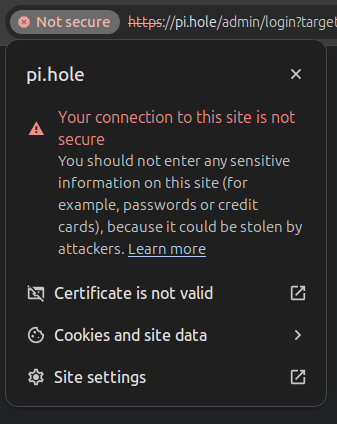 Not secure https://pi.hole/admin/login?target
pi.hole
Your connection to this site is not
secure
You should not enter any sensitive
information on this site (for
example, passwords or credit
cards), because it could be stolen by
attackers. Learn more
Certificate is not valid
Cookies and site data
Site settings